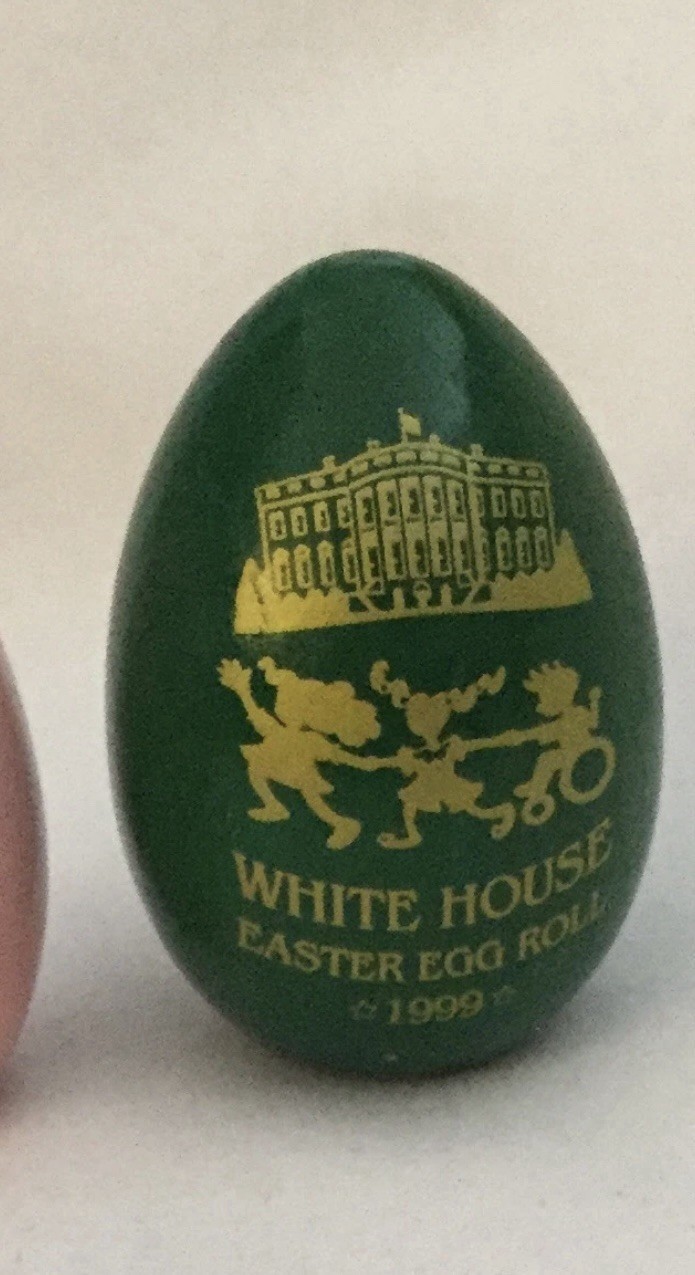 WHITE HOUSE
EASTER EGG ROLL
☆ 1999 ☆